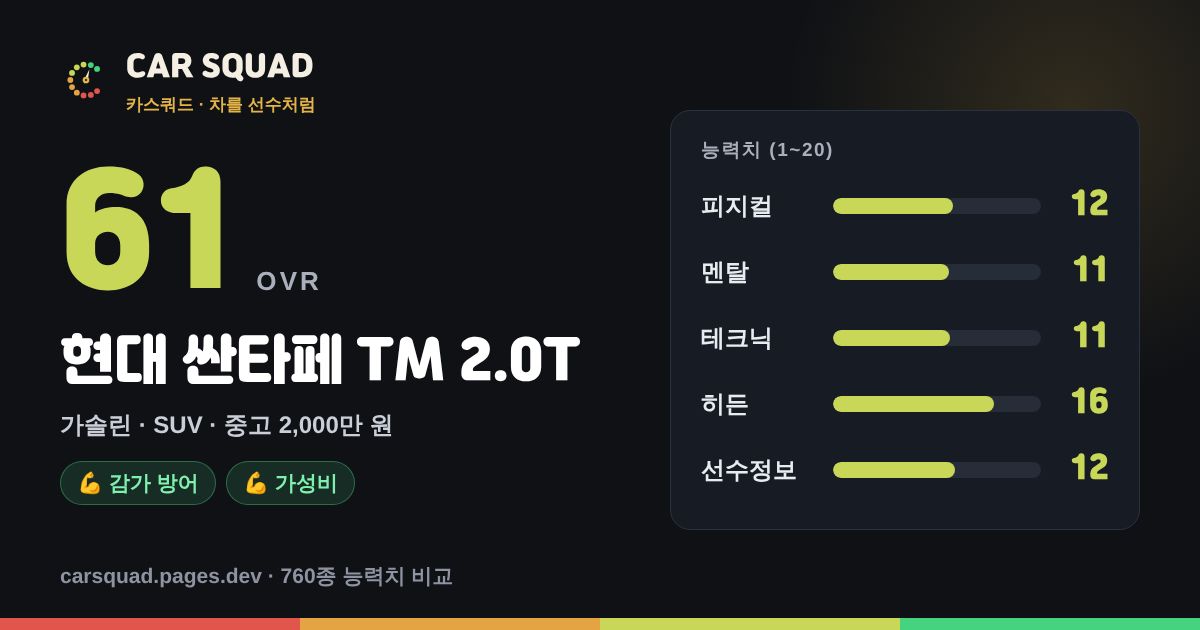 CAR SQUAD
카스쿼드 · 차를 선수처럼
61 OVR
현대 싼타페 TM 2.0T
가솔린 · SUV · 중고 2,000만 원
💪 감가 방어
💪 가성비
carsquad.pages.dev · 760종 능력치 비교
능력치 (1~20)
피지컬 12
멘탈 11
테크닉 11
히든 16
선수정보 12